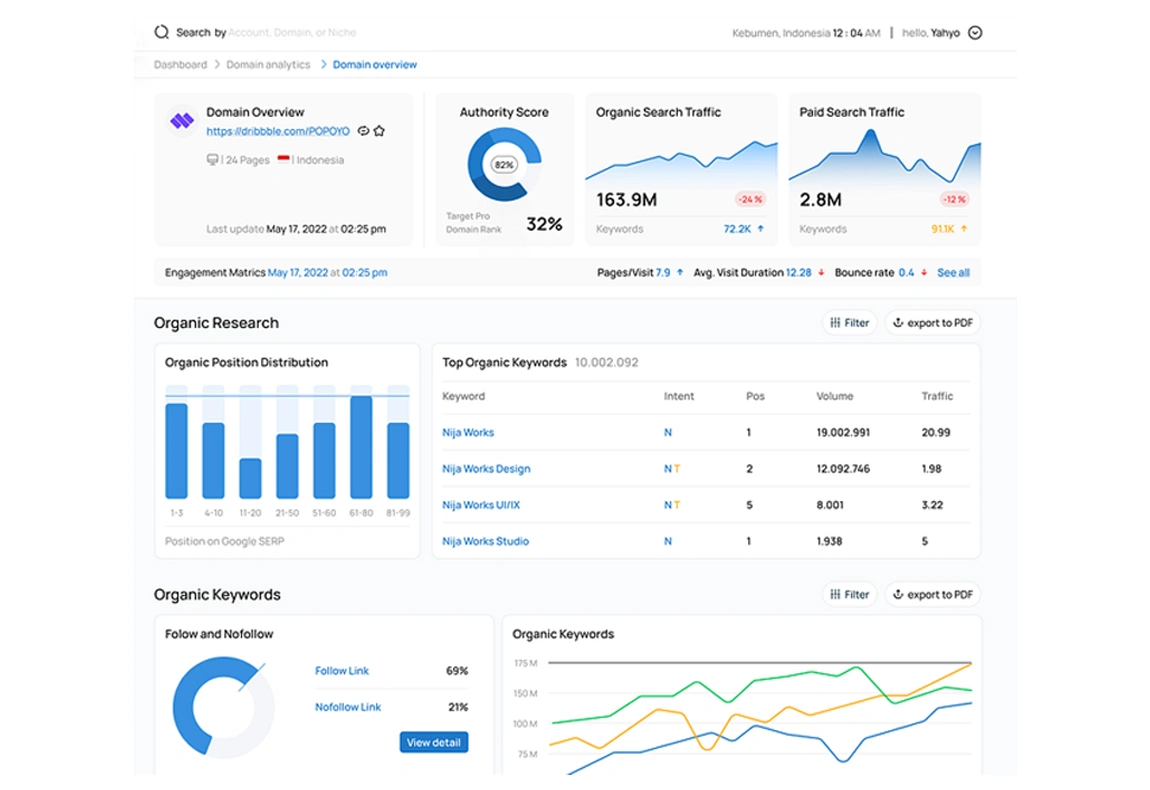 Search by Account, Domain, or Niche
Kebumen, Indonesia 12 : 04 AM | hello, Yahyo
Dashboard > Domain analytics > Domain overview
Domain Overview
https://dribbble.com/POPOYO
| 24 Pages | Indonesia
Last update May 17, 2022 at 02:25 pm
Authority Score
82%
Target Pro
Domain Rank
32%
Organic Search Traffic
163.9M
-24 %
Keywords
72.2K ↑
Paid Search Traffic
2.8M
-12 %
Keywords
91.1K ↑
Engagement Metrics May 17, 2022 at 02:25 pm
Pages/Visit 7.9 ↑ Avg. Visit Duration 12.28 ↓ Bounce rate 0.4 ↓ See all
Organic Research
Filter
export to PDF
Organic Position Distribution
1-3 4-10 11-20 21-50 51-60 61-80 81-99
Position on Google SERP
Top Organic Keywords 10.002.092
Keyword Intent Pos Volume Traffic
Nija Works N 1 19.002.991 20.99
Nija Works Design N T 2 12.092.746 1.98
Nija Works UI/IX N T 5 8.001 3.22
Nija Works Studio N 1 1.938 5
Organic Keywords
Filter
export to PDF
Folow and Nofollow
Follow Link 69%
Nofollow Link 21%
View detail
Organic Keywords
175 M
150 M
100 M
75 M